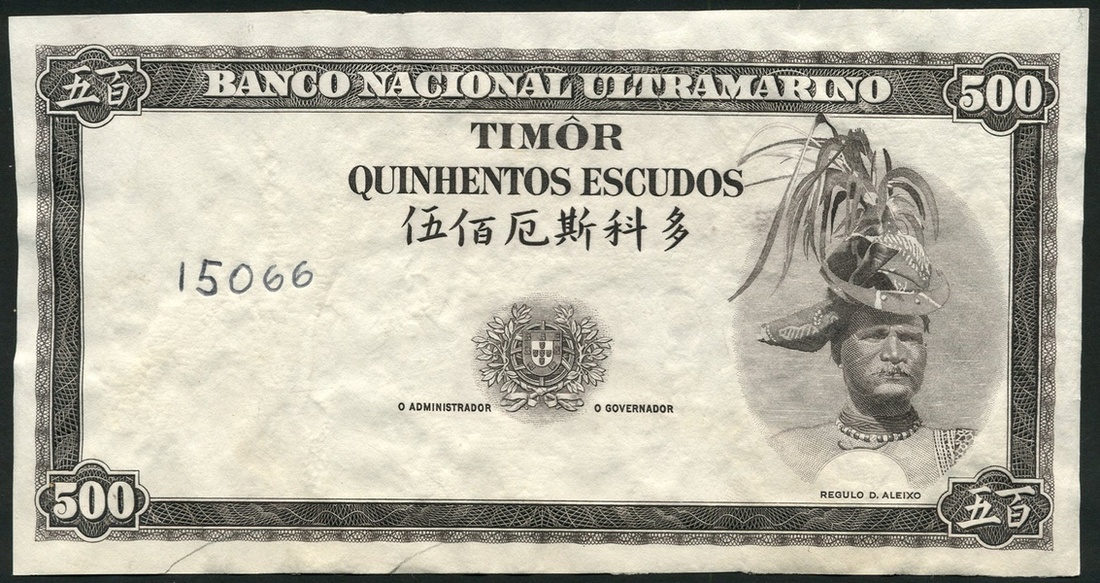 五百 BANCO NACIONAL ULTRAMARINO 500
TIMÔR
QUINHENTOS ESCUDOS
伍佰厄斯科多
15066
O ADMINISTRADOR O GOVERNADOR
REGULO D. ALEIXO
500 五百